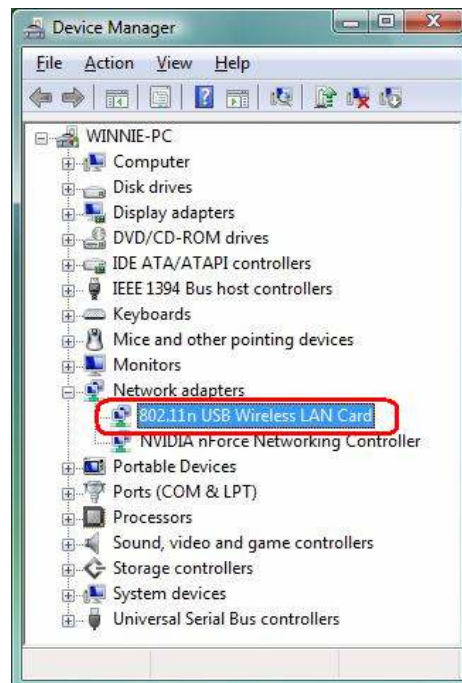 Device Manager
File Action View Help
WINNIE-PC
Computer
Disk drives
Display adapters
DVD/CD-ROM drives
IDE ATA/ATAPI controllers
IEEE 1394 Bus host controllers
Keyboards
Mice and other pointing devices
Monitors
Network adapters
802.11n USB Wireless LAN Card
NVIDIA nForce Networking Controller
Portable Devices
Ports (COM & LPT)
Processors
Sound, video and game controllers
Storage controllers
System devices
Universal Serial Bus controllers